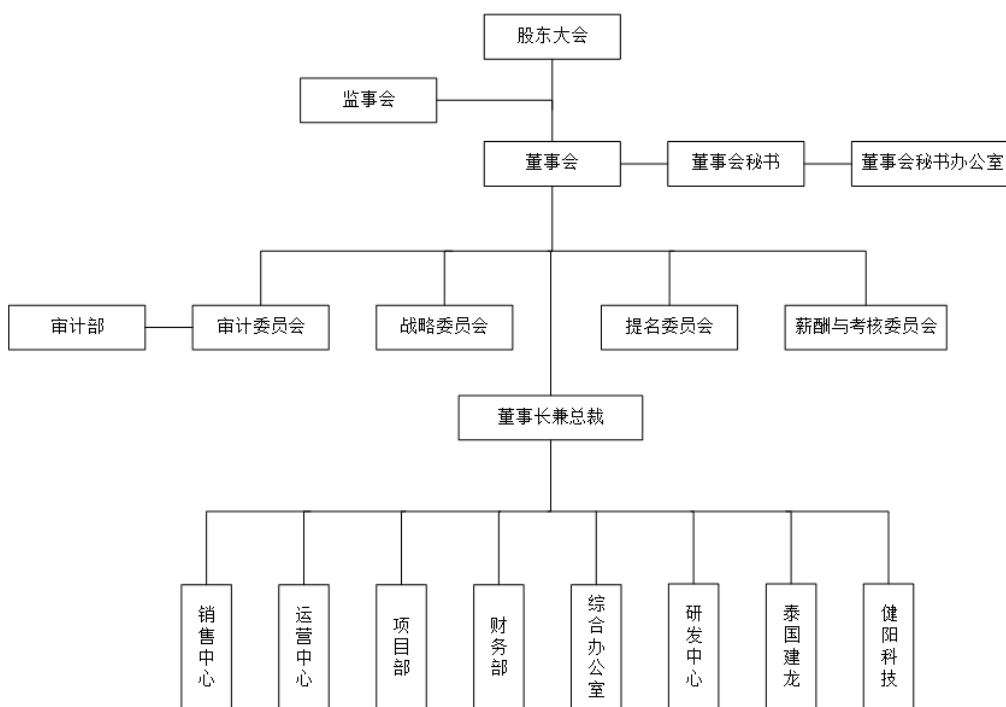 股东大会
监事会
董事会
董事会秘书
董事会秘书办公室
审计部
审计委员会
战略委员会
提名委员会
薪酬与考核委员会
董事长兼总裁
销售中心
运营中心
项目部
财务部
综合办公室
研发中心
泰国建龙
健阳科技